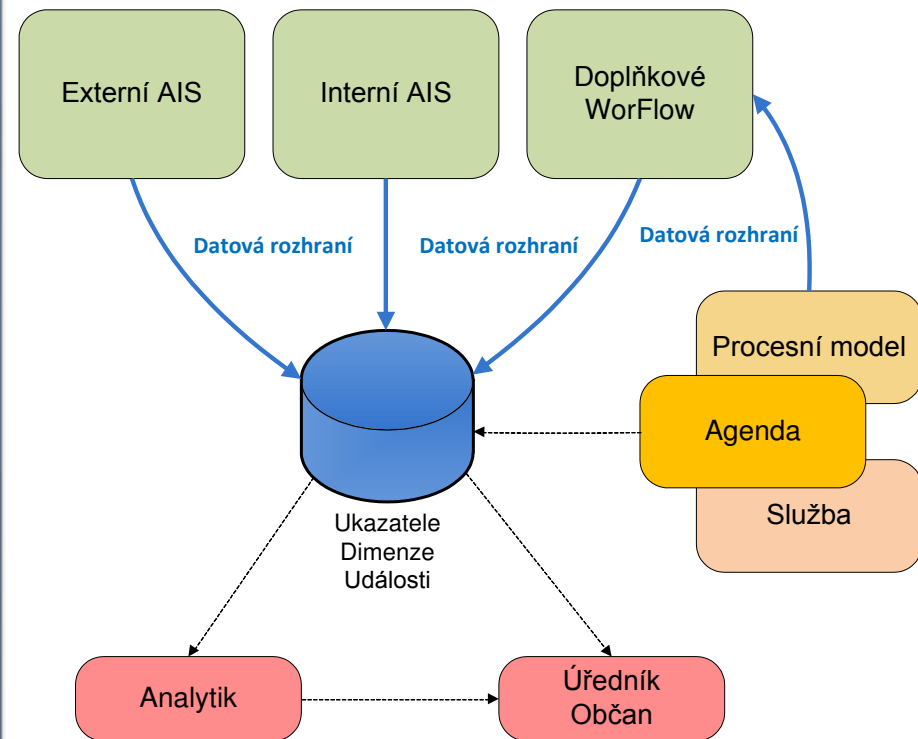 Externí AIS
Interní AIS
Doplňkové
WorFlow
Datová rozhraní
Datová rozhraní
Datová rozhraní
Procesní model
Agenda
Služba
Ukazatele
Dimenze
Události
Analytik
Úředník
Občan